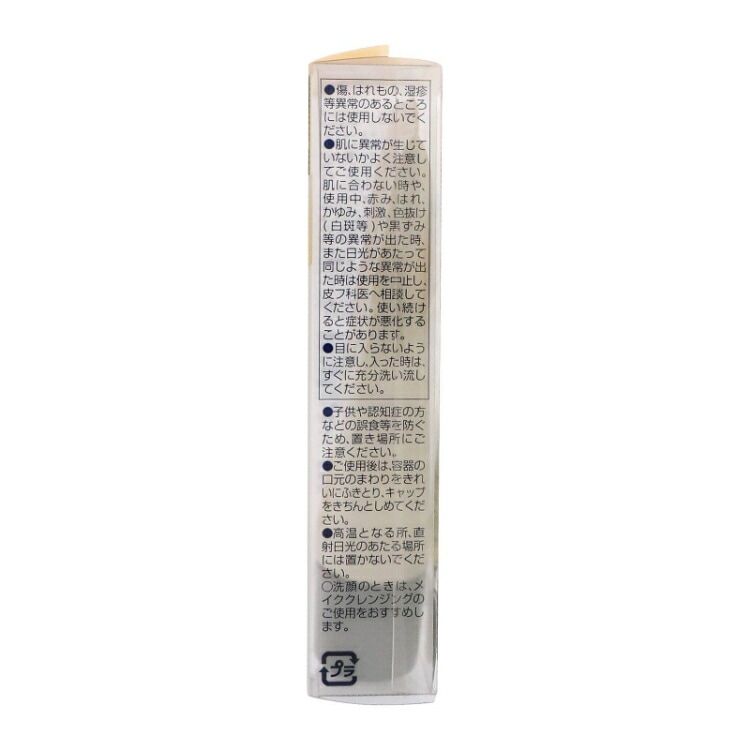 ●傷、はれもの、湿疹
等異常のあるところ
には使用しないでく
ださい。
●肌に異常が生じて
いないかよく注意し
てご使用ください。
肌に合わない時や、
使用中、赤み、はれ、
かゆみ、刺激、色抜け
(白斑等)や黒ずみ
等の異常が出た時、
また日光があたって
同じような異常が出
た時は使用を中止し、
皮フ科医へ相談して
ください。使い続け
ると症状が悪化する
ことがあります。
●目に入らないよう
に注意し、入った時は、
すぐに充分洗い流し
てください。
●子供や認知症の方
などの誤食等を防ぐ
ため、置き場所にご
注意ください。
●ご使用後は、容器の
口元のまわりをきれ
いにふきとり、キャップ
をきちんとしめてくだ
さい。
●高温となる所、直
射日光のあたる場所
には置かないでくだ
さい。
○洗顔のときは、メ
イククレンジングの
ご使用をおすすめし
ます。
プラ